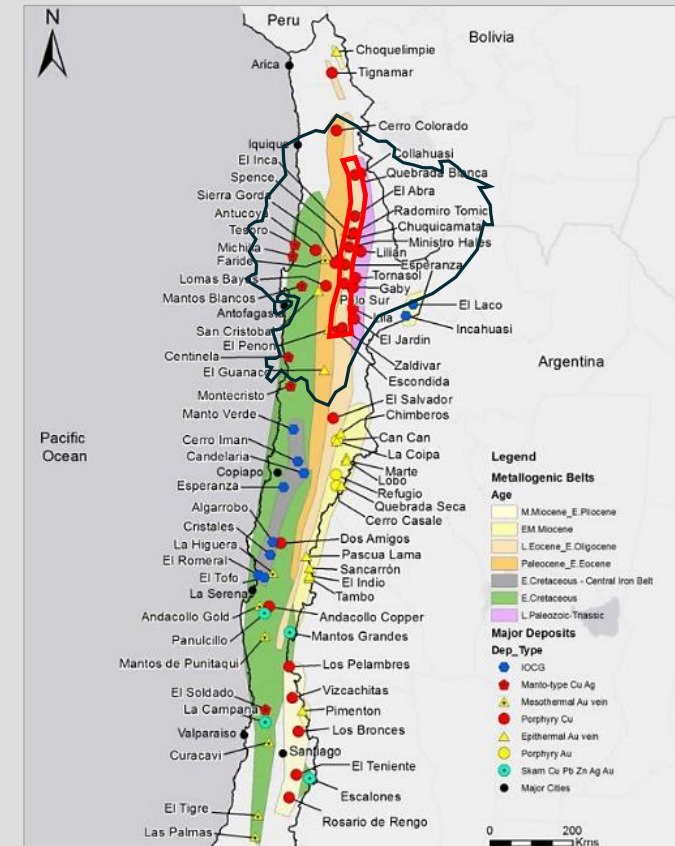 N
Peru
Bolivia
Choquelimpie
Arica
Tignamar
Cerro Colorado
Iquique
Collahuasi
El Inca
Quebrada Blanca
Spence
El Abra
Sierra Gorda
Radomiro Tomic
Antucoya
Chuquicamata
Tesoro
Ministro Hales
Michilla
Lilian
Faride
Esperanza
Lomas Bayas
Tornasol
Gaby
Mantos Blancos
Polo Sur
El Laco
Antofagasta
Lila
Incahuasi
San Cristobal
El Jardin
El Penon
Centinela
Zaldivar
Argentina
El Guanaco
Escondida
Montecristo
El Salvador
Manto Verde
Chimberos
Pacific
Ocean
Cerro Iman
Can Can
Candelaria
La Coipa
Copiapo
Marte
Legend
Esperanza
Lobo
Metallogenic Belts
Refugio
Age
Algarrobo
Quebrada Seca
M.Miocene_E.Pliocene
Cristales
Cerro Casale
EM.Miocene
La Higuera
Dos Amigos
L.Eocene_E.Oligocene
El Romeral
Pascua Lama
Paleocene_E.Eocene
El Tofo
Sancarrón
E.Cretaceous - Central Iron Belt
La Serena
El Indio
E.Cretaceous
Tambo
L.Paleozoic-Triassic
Andacollo Gold
Andacollo Copper
Major Deposits
Panulcillo
Mantos Grandes
Dep_Type
Mantos de Punitaqui
Los Pelambres
IOCG
El Soldado
Vizcachitas
Manto-type Cu Ag
La Campana
Pimenton
Mesothermal Au vein
Valparaiso
Los Bronces
Porphyry Cu
Curacavi
Santiago
Epithermal Au vein
El Teniente
Porphyry Au
Escalones
Skarn Cu Pb Zn Ag Au
El Tigre
Rosario de Rengo
Major Cities
Las Palmas
0 200
Kms